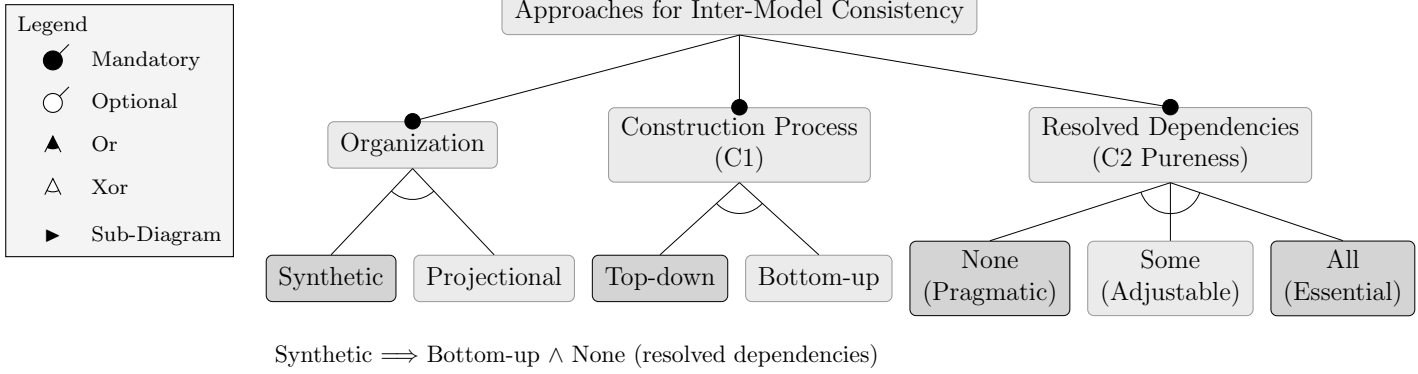 Legend
Mandatory
Optional
Or
Xor
Sub-Diagram
Approaches for Inter-Model Consistency
Organization
Construction Process
(C1)
Resolved Dependencies
(C2 Pureness)
Synthetic
Projectional
Top-down
Bottom-up
None
(Pragmatic)
Some
(Adjustable)
All
(Essential)
Synthetic ⟹ Bottom-up ∧ None (resolved dependencies)